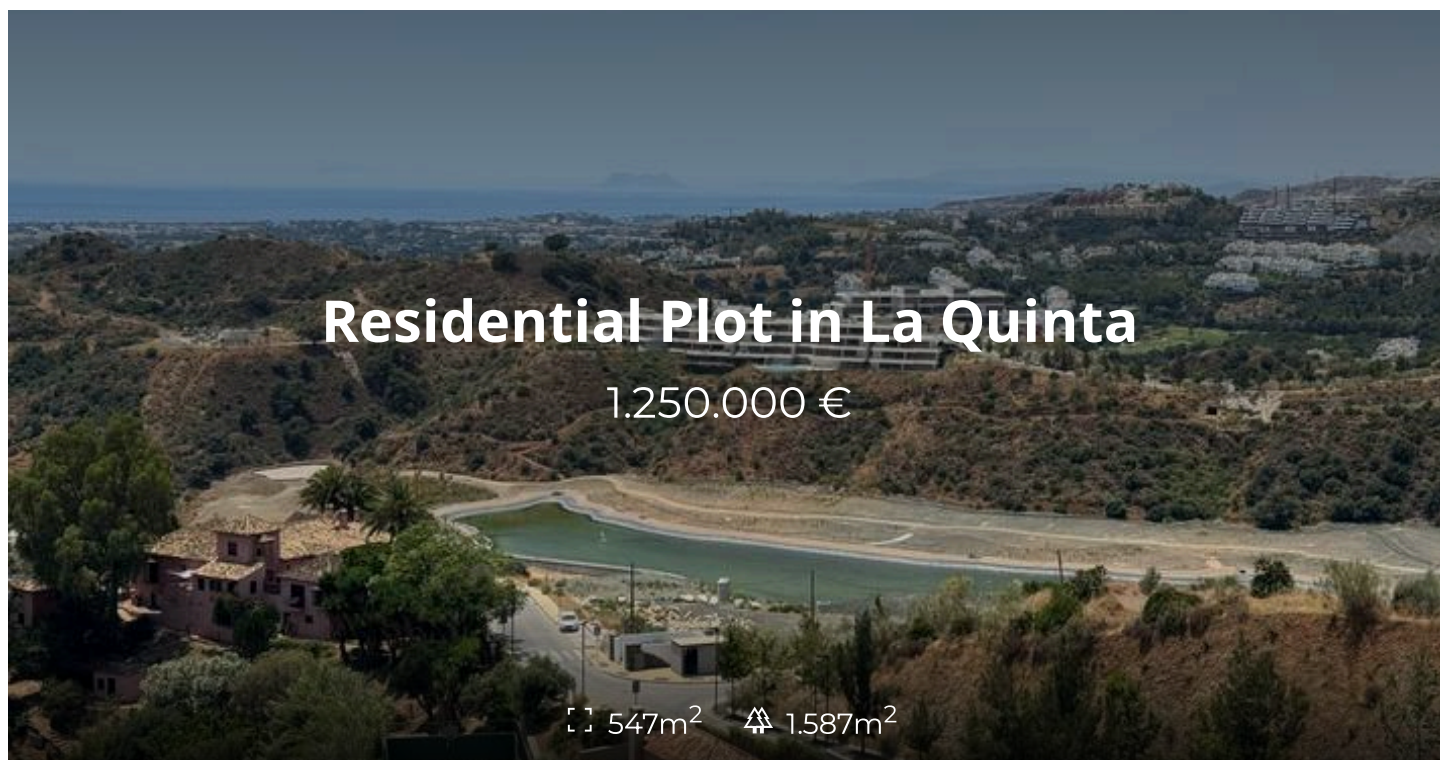 Residential Plot in La Quinta
1.250.000 €
547m² 1.587m²